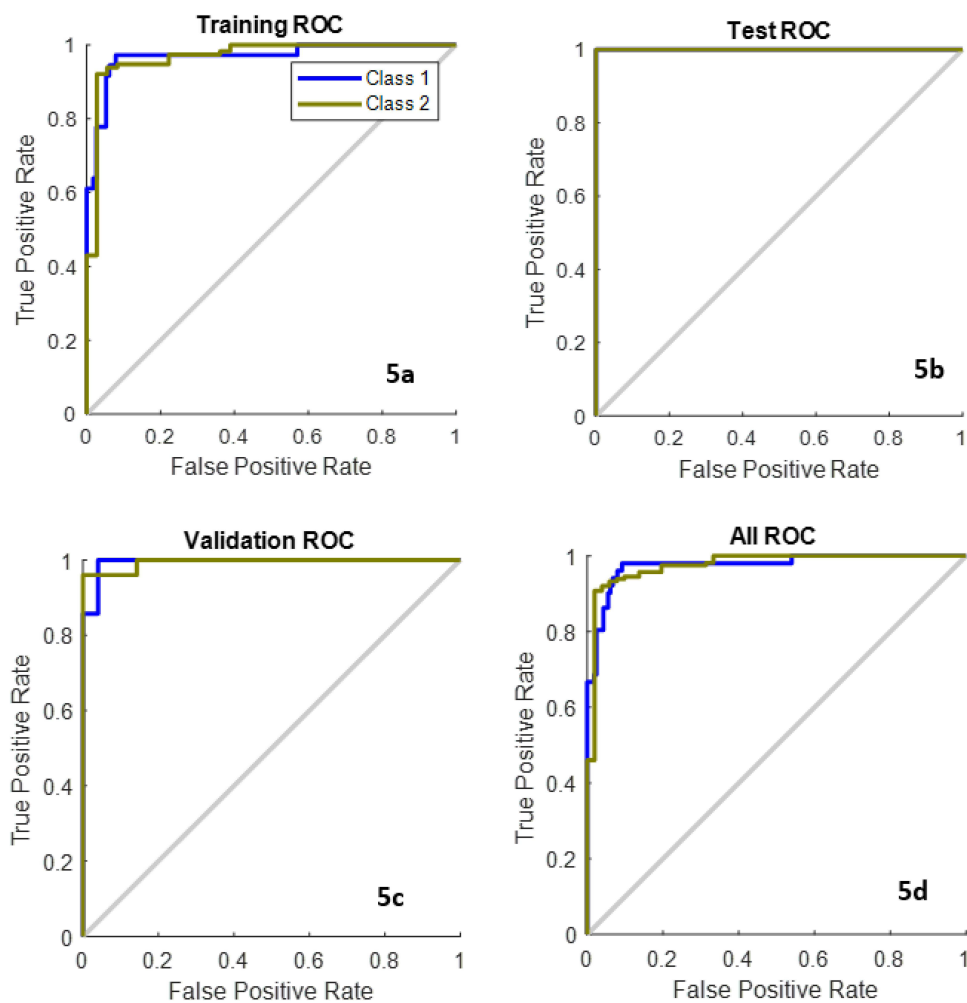 Training ROC
1
0.8
0.6
0.4
0.2
0
True Positive Rate
Class 1
Class 2
5a
0 0.2 0.4 0.6 0.8 1
False Positive Rate
Test ROC
1
0.8
0.6
0.4
0.2
0
True Positive Rate
5b
0 0.2 0.4 0.6 0.8 1
False Positive Rate
Validation ROC
1
0.8
0.6
0.4
0.2
0
True Positive Rate
5c
0 0.2 0.4 0.6 0.8 1
False Positive Rate
All ROC
1
0.8
0.6
0.4
0.2
0
True Positive Rate
5d
0 0.2 0.4 0.6 0.8 1
False Positive Rate